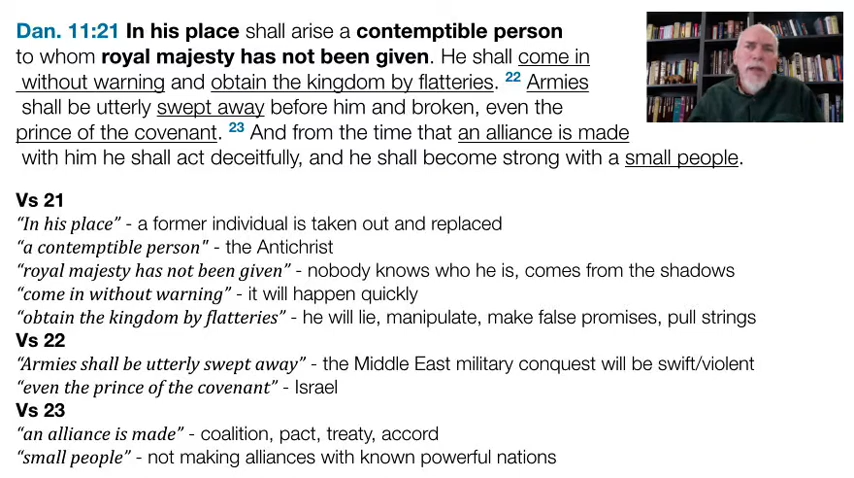 Dan. 11:21 In his place shall arise a contemptible person
to whom royal majesty has not been given. He shall come in
without warning and obtain the kingdom by flatteries. 22 Armies
shall be utterly swept away before him and broken, even the
prince of the covenant. 23 And from the time that an alliance is made
with him he shall act deceitfully, and he shall become strong with a small people.
Vs 21
“In his place” - a former individual is taken out and replaced
“a contemptible person" - the Antichrist
“royal majesty has not been given” - nobody knows who he is, comes from the shadows
“come in without warning” - it will happen quickly
“obtain the kingdom by flatteries” - he will lie, manipulate, make false promises, pull strings
Vs 22
“Armies shall be utterly swept away” - the Middle East military conquest will be swift/violent
“even the prince of the covenant” - Israel
Vs 23
“an alliance is made” - coalition, pact, treaty, accord
“small people” - not making alliances with known powerful nations